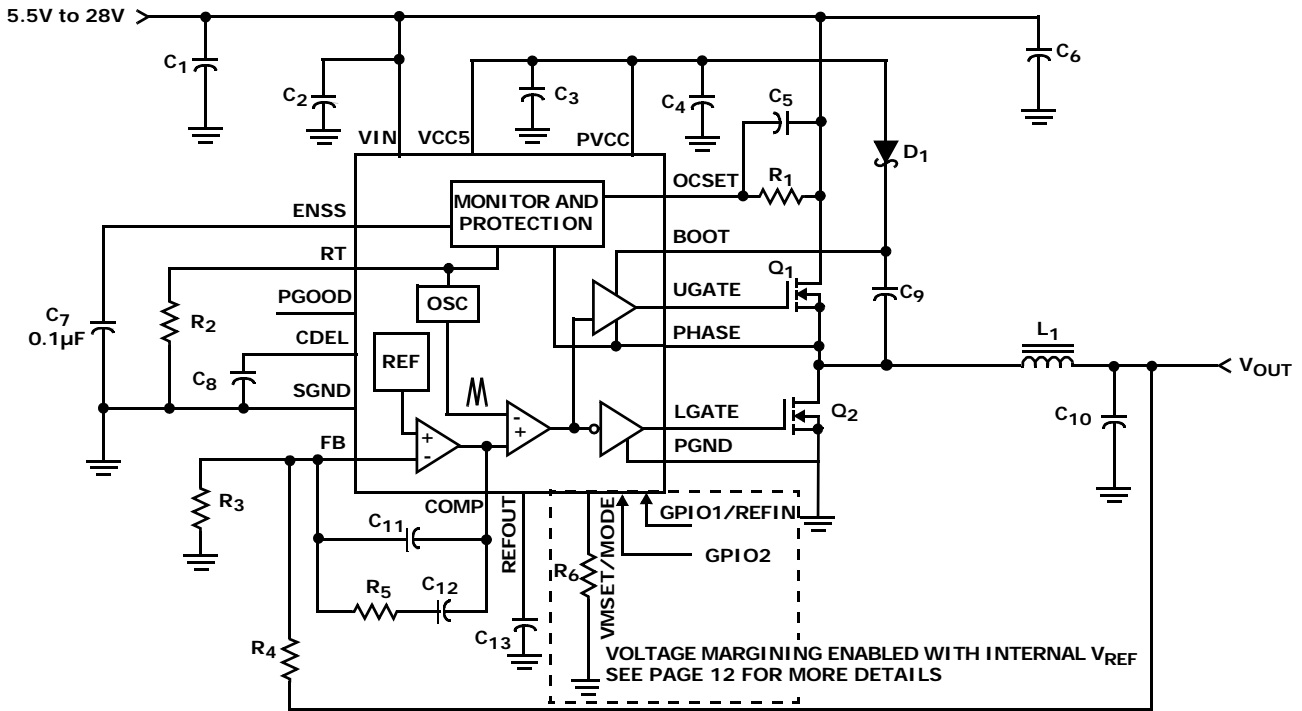 5.5V to 28V
C1
C2
C3
C4
C5
C6
VIN
VCC5
PVCC
D1
OCSET
R1
MONITOR AND
PROTECTION
ENSS
BOOT
RT
Q1
C9
UGATE
PGOOD
OSC
C7
0.1µF
R2
CDEL
PHASE
L1
REF
VOUT
C8
SGND
LGATE
Q2
C10
PGND
FB
+
-
-
+
COMP
R3
REFOUT
VMSET/MODE
GPIO1/REFIN
C11
GPIO2
R6
R5
C12
C13
R4
VOLTAGE MARGINING ENABLED WITH INTERNAL VREF
SEE PAGE 12 FOR MORE DETAILS